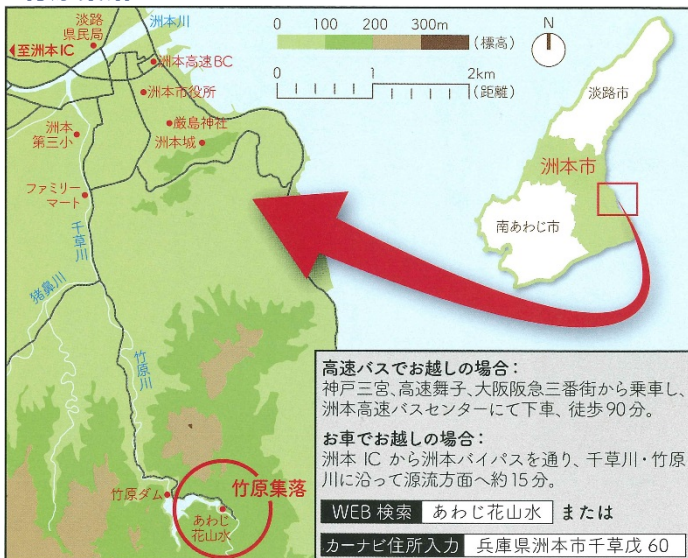 淡路
県民局
洲本川
◀至洲本IC
洲本高速BC
洲本市役所
厳島神社
洲本城
洲本
第三小
ファミリー
マート
千草川
猪鼻川
竹原川
竹原ダム
竹原集落
あわじ
花山水
0 100 200 300m
(標高)
0 1 2km
(距離)
N
淡路市
洲本市
南あわじ市
高速バスでお越しの場合:
神戸三宮、高速舞子、大阪阪急三番街から乗車し、
洲本高速バスセンターにて下車、徒歩90分。
お車でお越しの場合:
洲本 IC から洲本バイパスを通り、千草川・竹原
川に沿って源流方面へ約15分。
WEB 検索 あわじ花山水 または
カーナビ住所入力 兵庫県洲本市千草戊 60